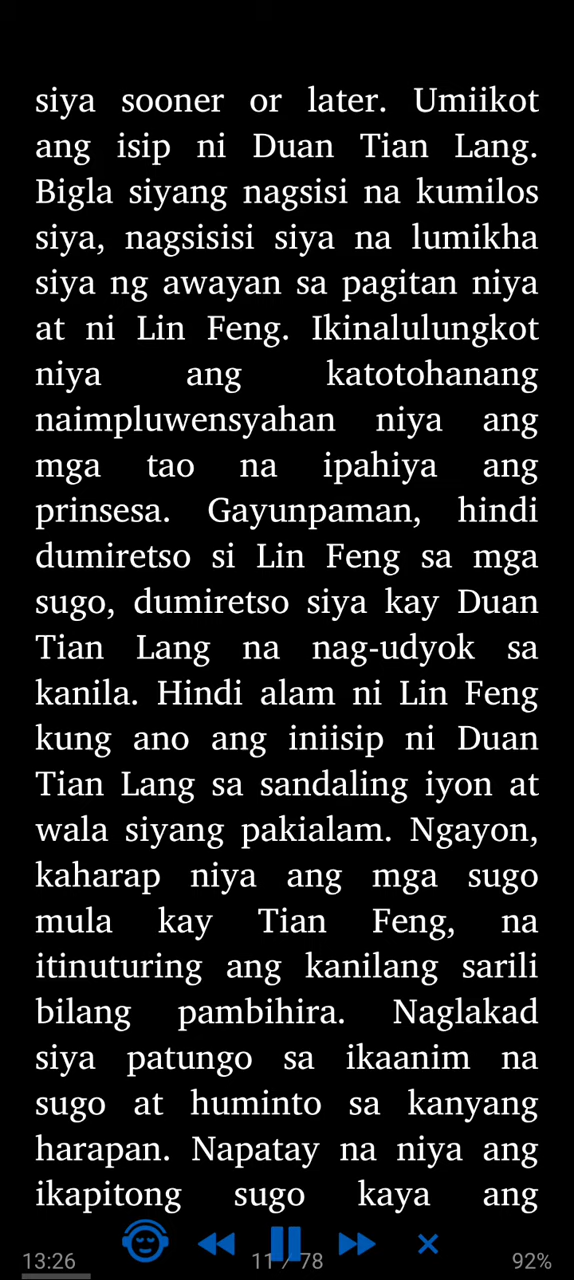 siya sooner or later. Umiikot
ang isip ni Duan Tian Lang.
Bigla siyang nagsisi na kumilos
siya, nagsisisi siya na lumikha
siya ng awayan sa pagitan niya
at ni Lin Feng. Ikinalulungkot
niya ang katotohanang
naimpluwensyahan niya ang
mga tao na ipahiya ang
prinsesa. Gayunpaman, hindi
dumiretso si Lin Feng sa mga
sugo, dumiretso siya kay Duan
Tian Lang na nag-udyok sa
kanila. Hindi alam ni Lin Feng
kung ano ang iniisip ni Duan
Tian Lang sa sandaling iyon at
wala siyang pakialam. Ngayon,
kaharap niya ang mga sugo
mula kay Tian Feng, na
itinuturing ang kanilang sarili
bilang pambihira. Naglakad
siya patungo sa ikaanim na
sugo at huminto sa kanyang
harapan. Napatay na niya ang
ikapitong sugo kaya ang
13:26 11 / 78 92%